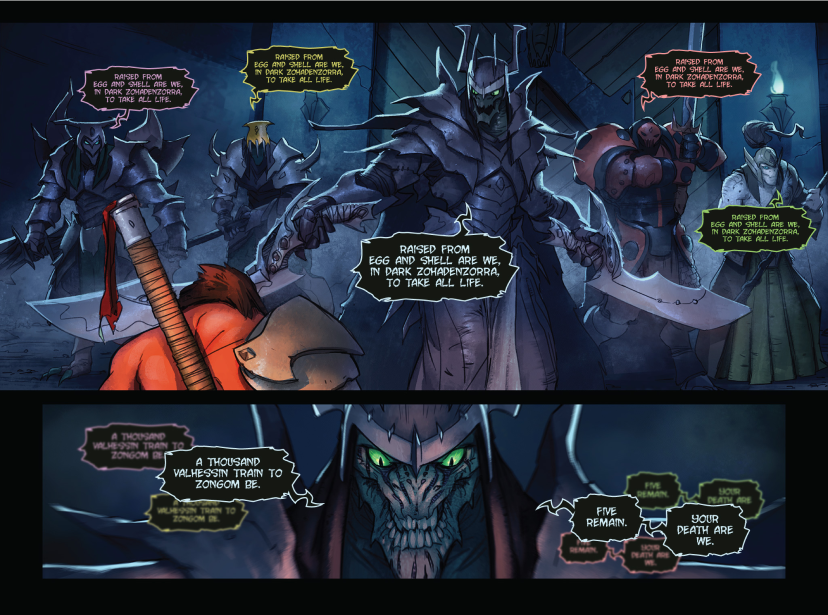 RAISED FROM
EGG AND SHELL ARE WE,
IN DARK ZOHADENZORRA,
TO TAKE ALL LIFE.
RAISED FROM
EGG AND SHELL ARE WE,
IN DARK ZOHADENZORRA,
TO TAKE ALL LIFE.
RAISED FROM
EGG AND SHELL ARE WE,
IN DARK ZOHADENZORRA,
TO TAKE ALL LIFE.
RAISED FROM
EGG AND SHELL ARE WE,
IN DARK ZOHADENZORRA,
TO TAKE ALL LIFE.
RAISED FROM
EGG AND SHELL ARE WE,
IN DARK ZOHADENZORRA,
TO TAKE ALL LIFE.
A THOUSAND
VALHESSIN TRAIN TO
ZONGOM BE.
A THOUSAND
VALHESSIN TRAIN TO
ZONGOM BE.
VALHESSIN TRAIN TO
ZONGOM BE.
FIVE
REMAIN.
FIVE
REMAIN.
YOUR
DEATH ARE
YOUR
DEATH ARE
WE.
REMAIN.
YOUR
DEATH ARE
WE.